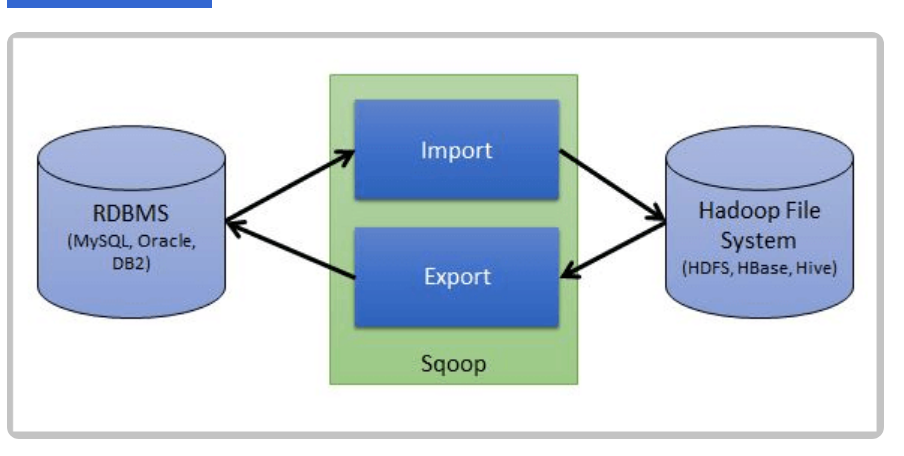 RDBMS
(MySQL, Oracle,
DB2)
Import
Export
Sqoop
Hadoop File
System
(HDFS, HBase, Hive)